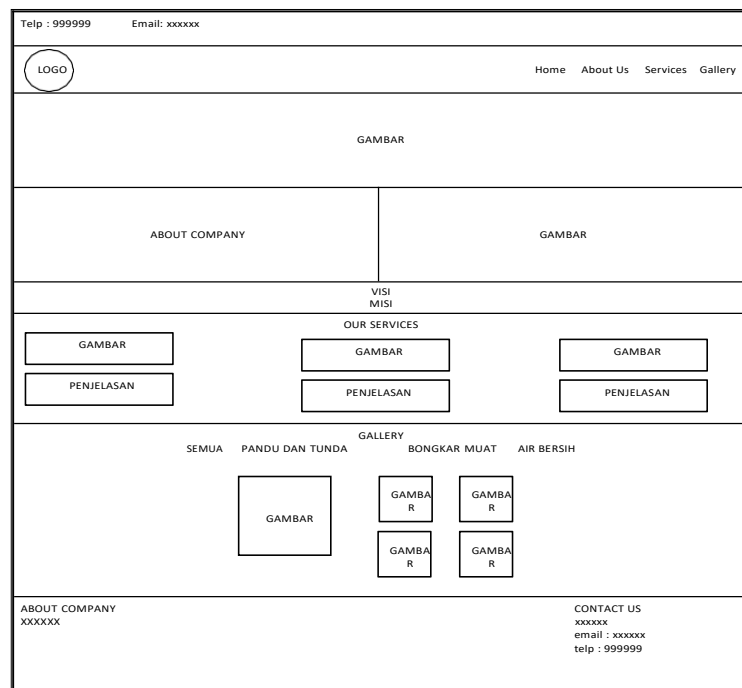 Telp : 999999 Email: xxxxxx
LOGO
Home About Us Services Gallery
GAMBAR
ABOUT COMPANY
GAMBAR
VISI
MISI
OUR SERVICES
GAMBAR
GAMBAR
GAMBAR
PENJELASAN
PENJELASAN
PENJELASAN
GALLERY
SEMUA PANDU DAN TUNDA BONGKAR MUAT AIR BERSIH
GAMBAR
GAMBA
R
GAMBA
R
GAMBA
R
GAMBA
R
ABOUT COMPANY
XXXXXX
CONTACT US
xxxxxx
email : xxxxxx
telp : 999999